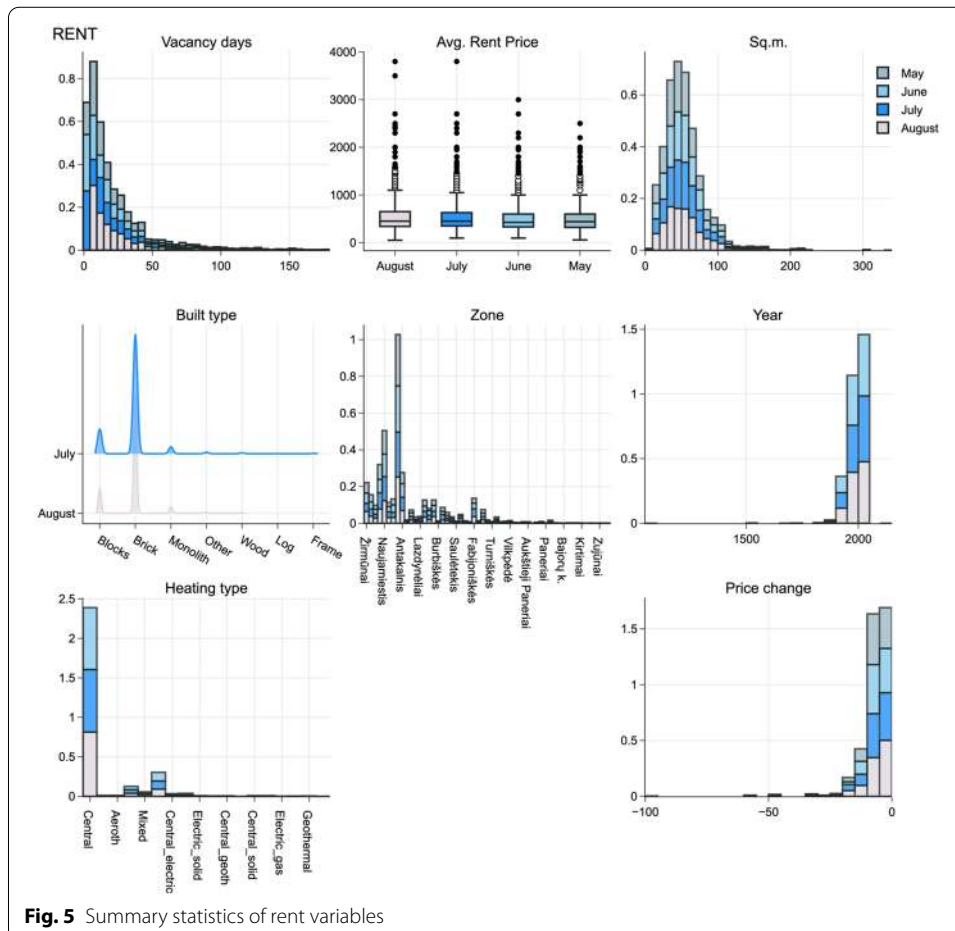 RENT
Vacancy days
0.8
0.6
0.4
0.2
0
0
50
100
150
Avg. Rent Price
4000
3000
2000
1000
0
August
July
June
May
Sq.m.
0.6
0.4
0.2
0
0
100
200
300
May
June
July
August
Built type
July
August
Blocks
Brick
Monolith
Other
Wood
Log
Frame
Zone
1
0.8
0.6
0.4
0.2
0
Žirmūnai
Naujamiestis
Antakalnis
Lazdynėliai
Burbiškės
Saulėtekis
Fabijoniškės
Turniškės
Vilkpėdė
Aukštieji Paneriai
Paneriai
Bajorų k.
Kirtimai
Zujūnai
Year
1.5
1
0.5
0
1500
2000
Heating type
2.5
2
1.5
1
0.5
0
Central
Aeroth
Mixed
Central_electric
Electric_solid
Central_geoth
Central_solid
Electric_gas
Geothermal
Price change
1.5
1
0.5
0
−100
−50
0
Fig. 5 Summary statistics of rent variables